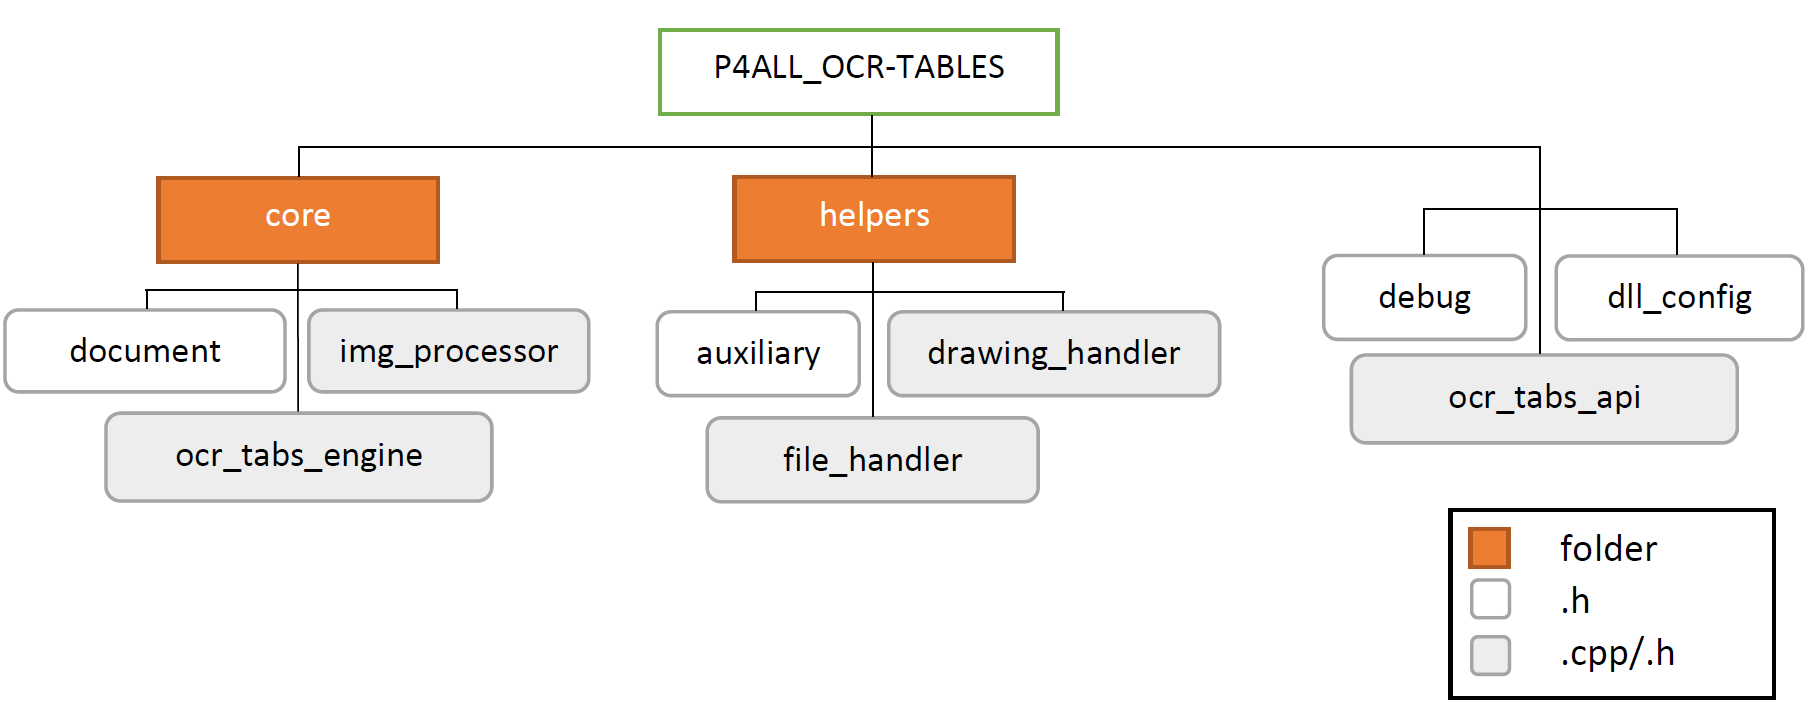 P4ALL_OCR-TABLES
core
helpers
debug
dll_config
document
img_processor
auxiliary
drawing_handler
ocr_tabs_api
ocr_tabs_engine
file_handler
folder
.h
.cpp/.h